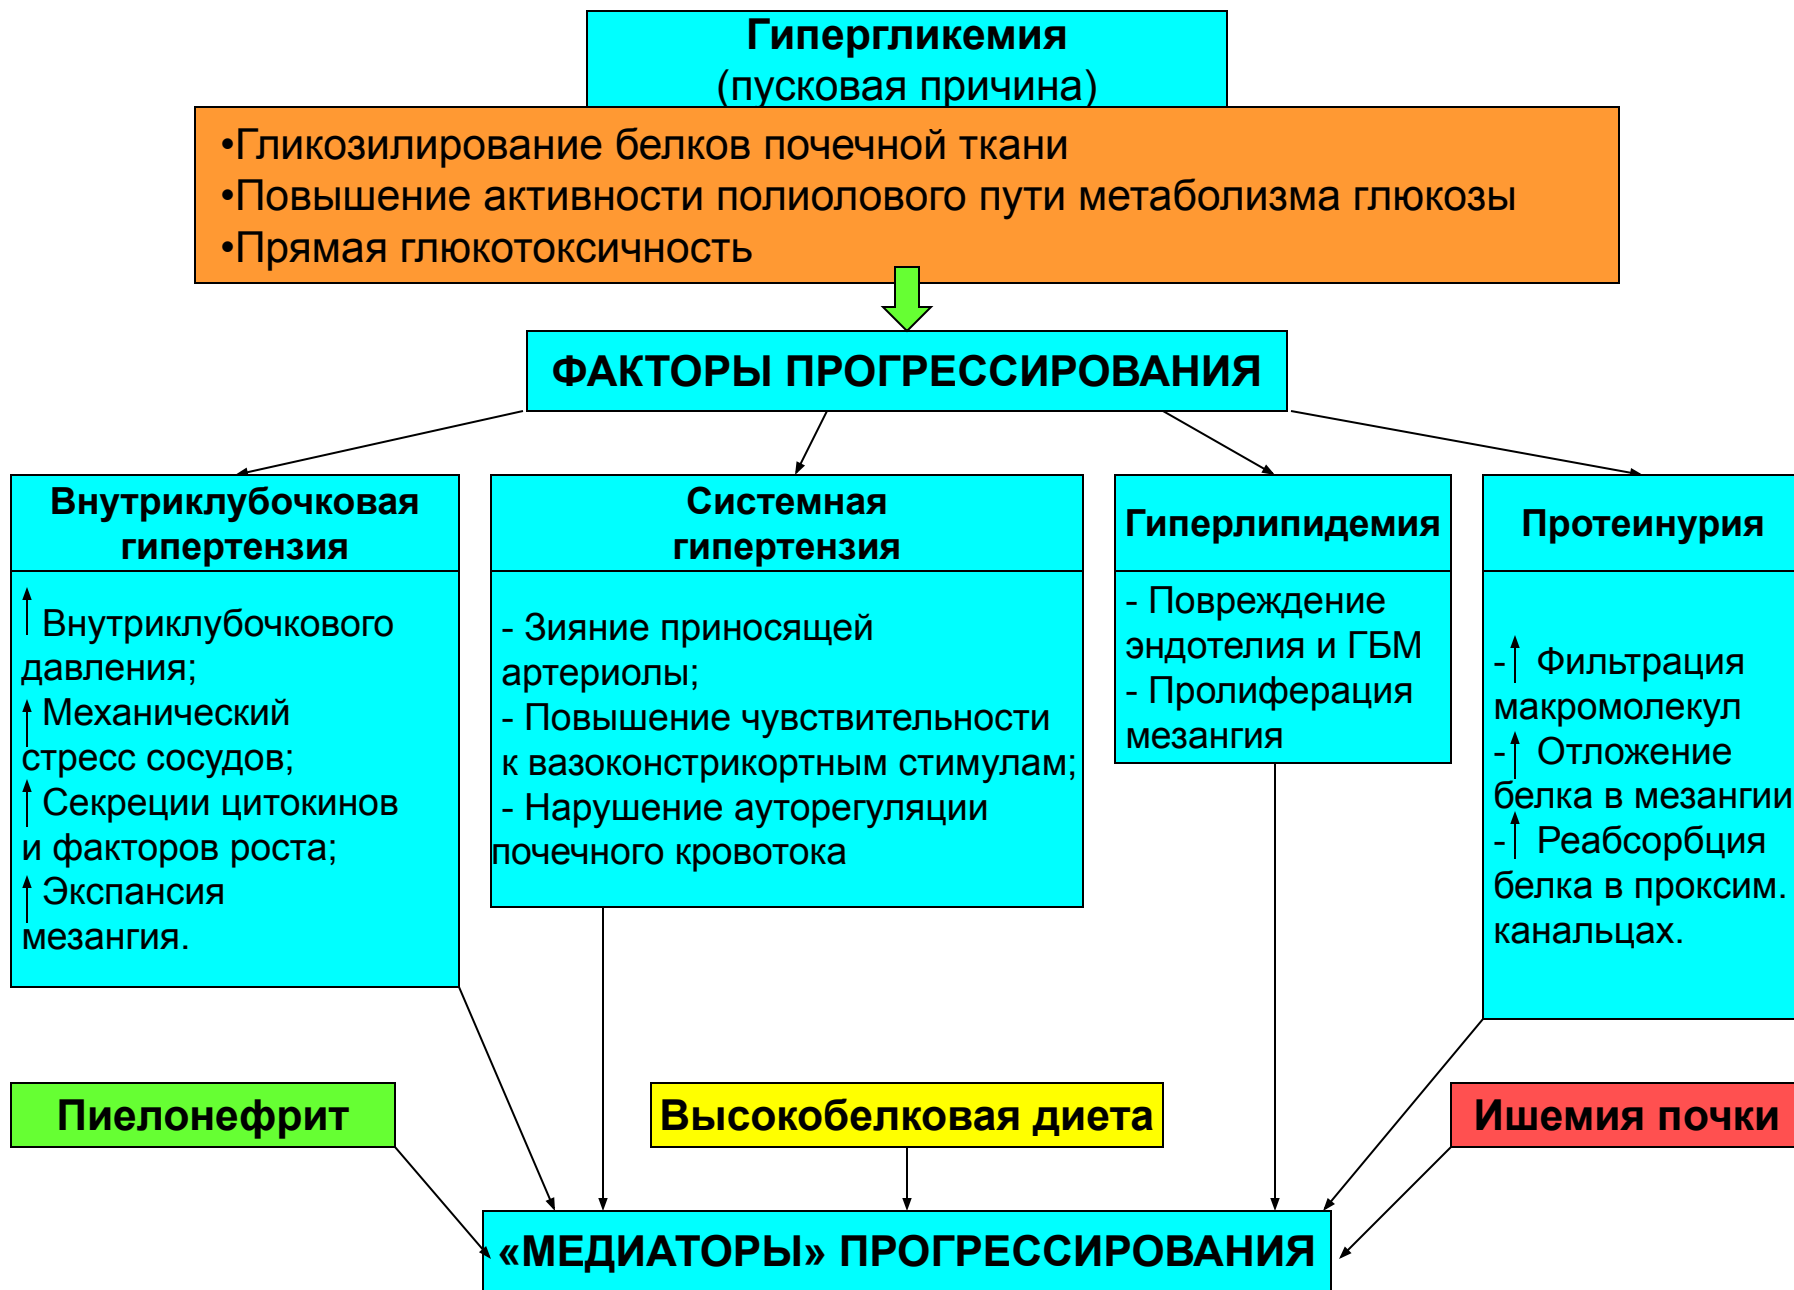 Гипергликемия
(пусковая причина)
•Гликозилирование белков почечной ткани
•Повышение активности полиолового пути метаболизма глюкозы
•Прямая глюкотоксичность
ФАКТОРЫ ПРОГРЕССИРОВАНИЯ
Внутриклубочковая
гипертензия
↑ Внутриклубочкового
давления;
↑ Механический
стресс сосудов;
↑ Секреции цитокинов
и факторов роста;
↑ Экспансия
мезангия.
Системная
гипертензия
- Зияние приносящей
артериолы;
- Повышение чувствительности
к вазоконстрикортным стимулам;
- Нарушение ауторегуляции
почечного кровотока
Гиперлипидемия
- Повреждение
эндотелия и ГБМ
- Пролиферация
мезангия
Протеинурия
-↑ Фильтрация
макромолекул
-↑ Отложение
белка в мезангии
-↑ Реабсорбция
белка в проксим.
канальцах.
Пиелонефрит
Высокобелковая диета
Ишемия почки
«МЕДИАТОРЫ» ПРОГРЕССИРОВАНИЯ